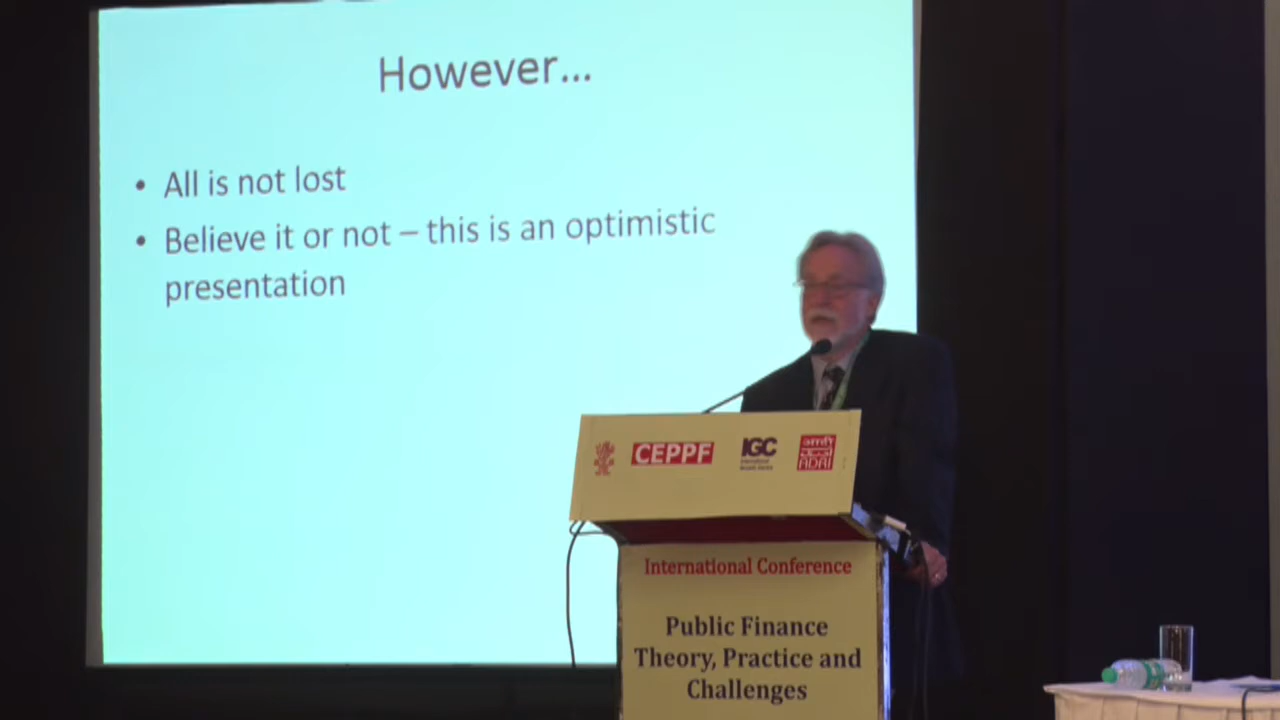 However...
• All is not lost
• Believe it or not – this is an optimistic
presentation
CEPPF
IGC
ADRI
International Conference
Public Finance
Theory, Practice and
Challenges